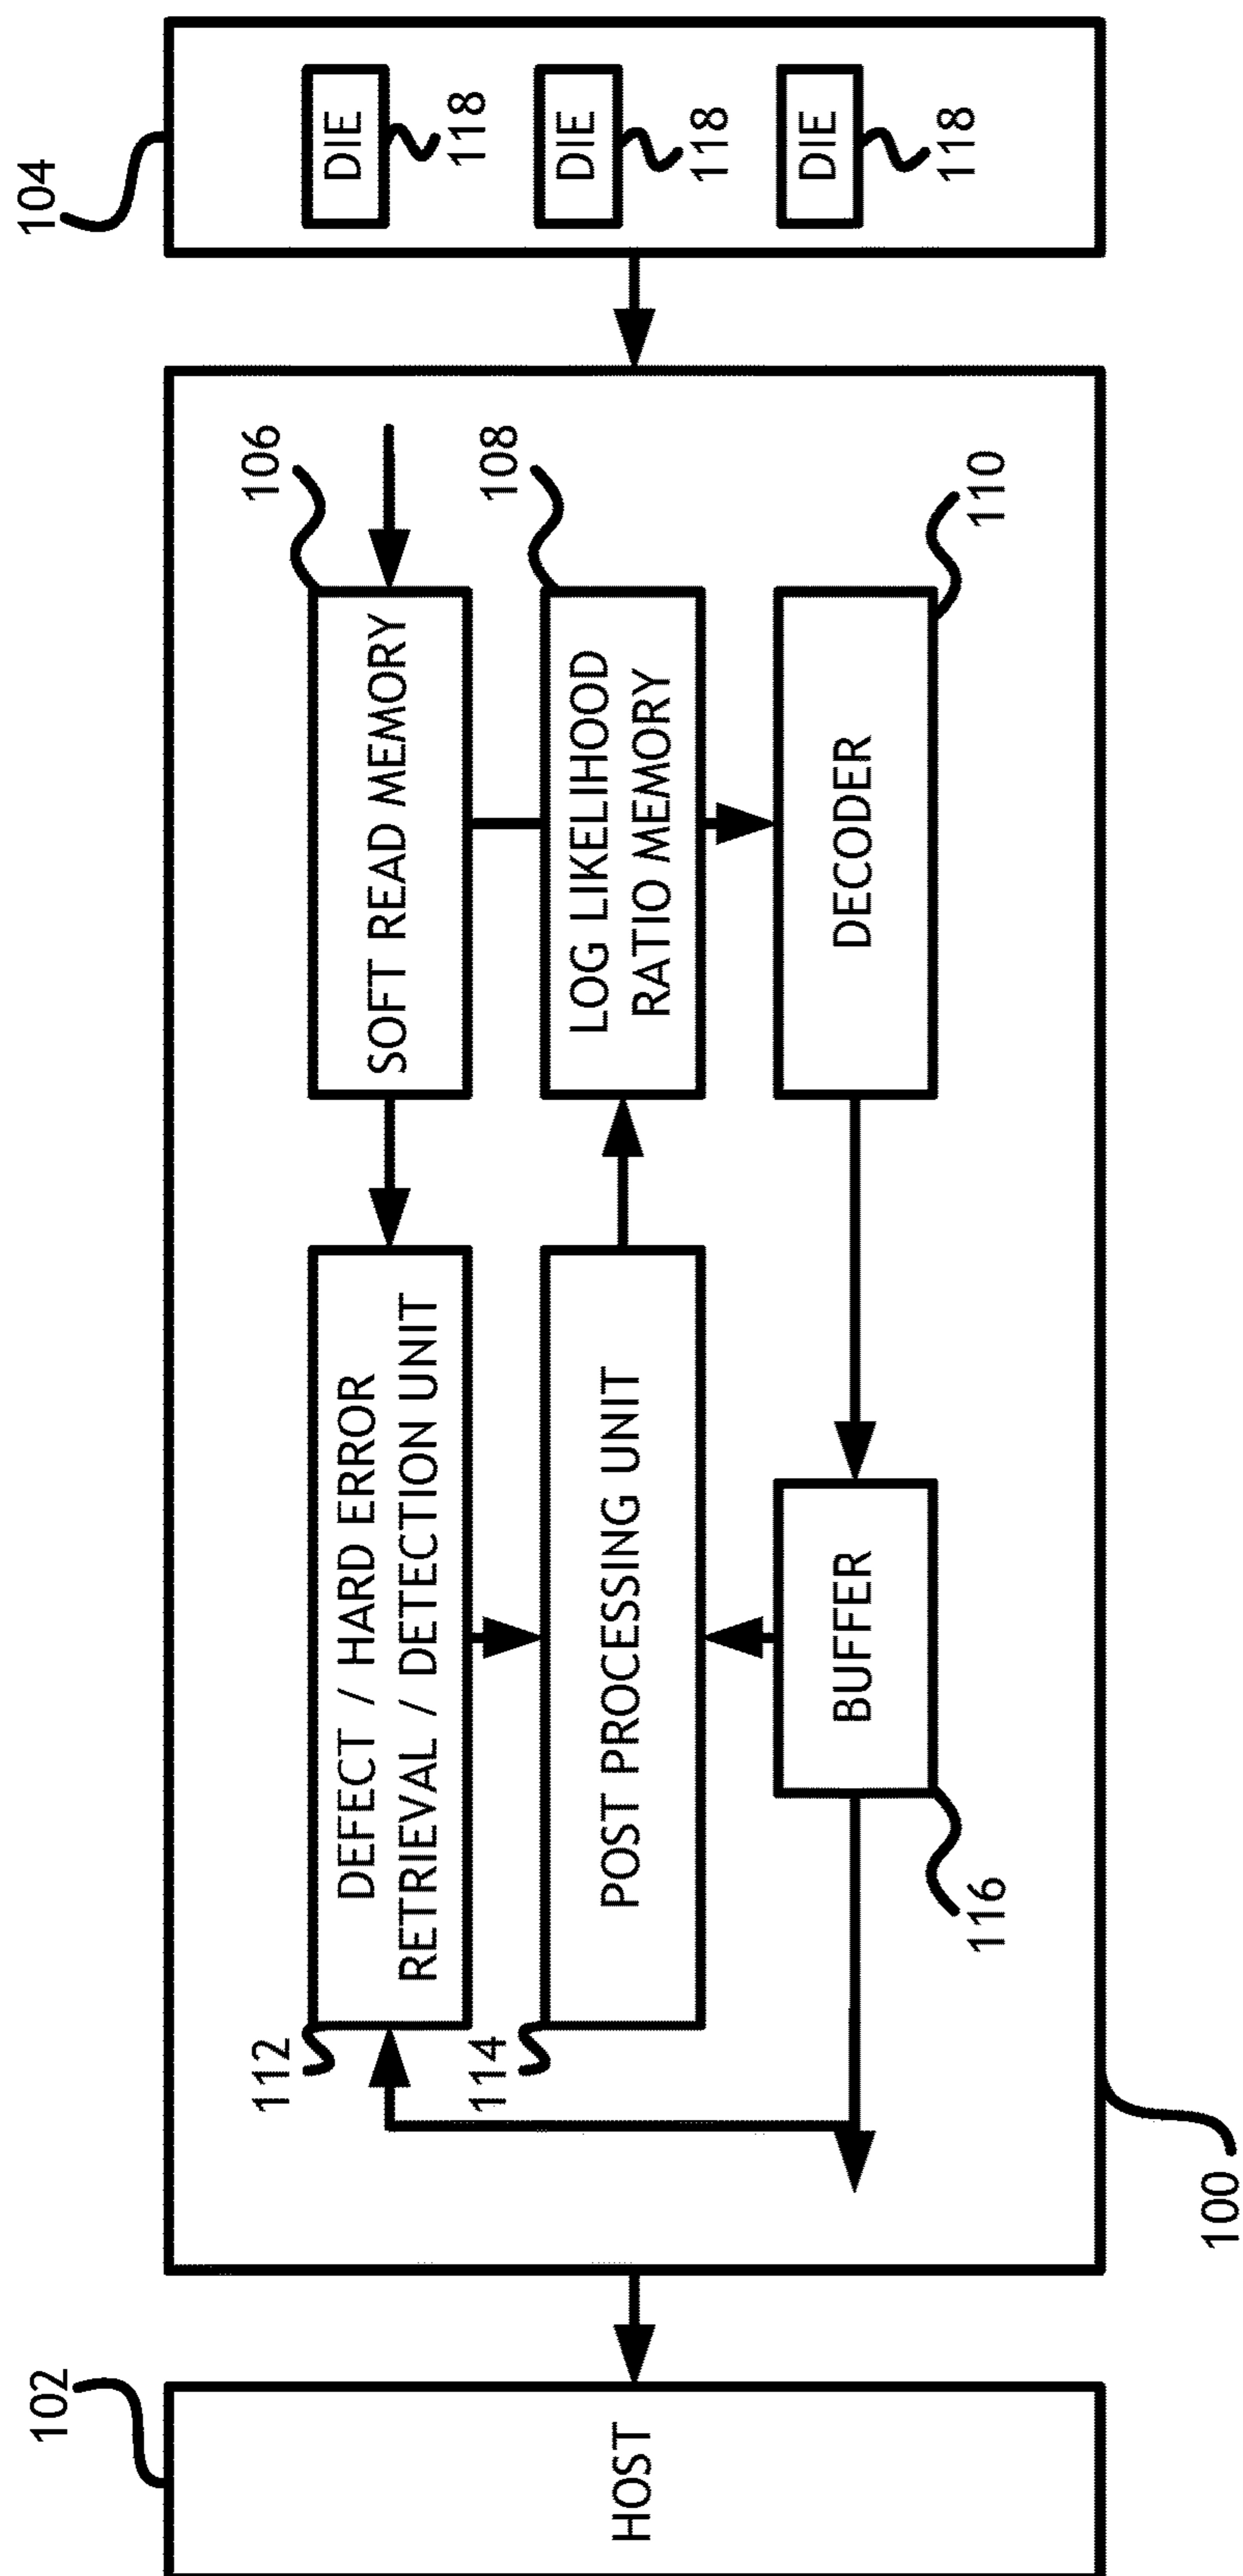 102
HOST
100
112
DEFECT / HARD ERROR
RETRIEVAL / DETECTION UNIT
114
POST PROCESSING UNIT
BUFFER
116
106
SOFT READ MEMORY
108
LOG LIKELIHOOD
RATIO MEMORY
DECODER
110
104
DIE
118
DIE
118
DIE
118